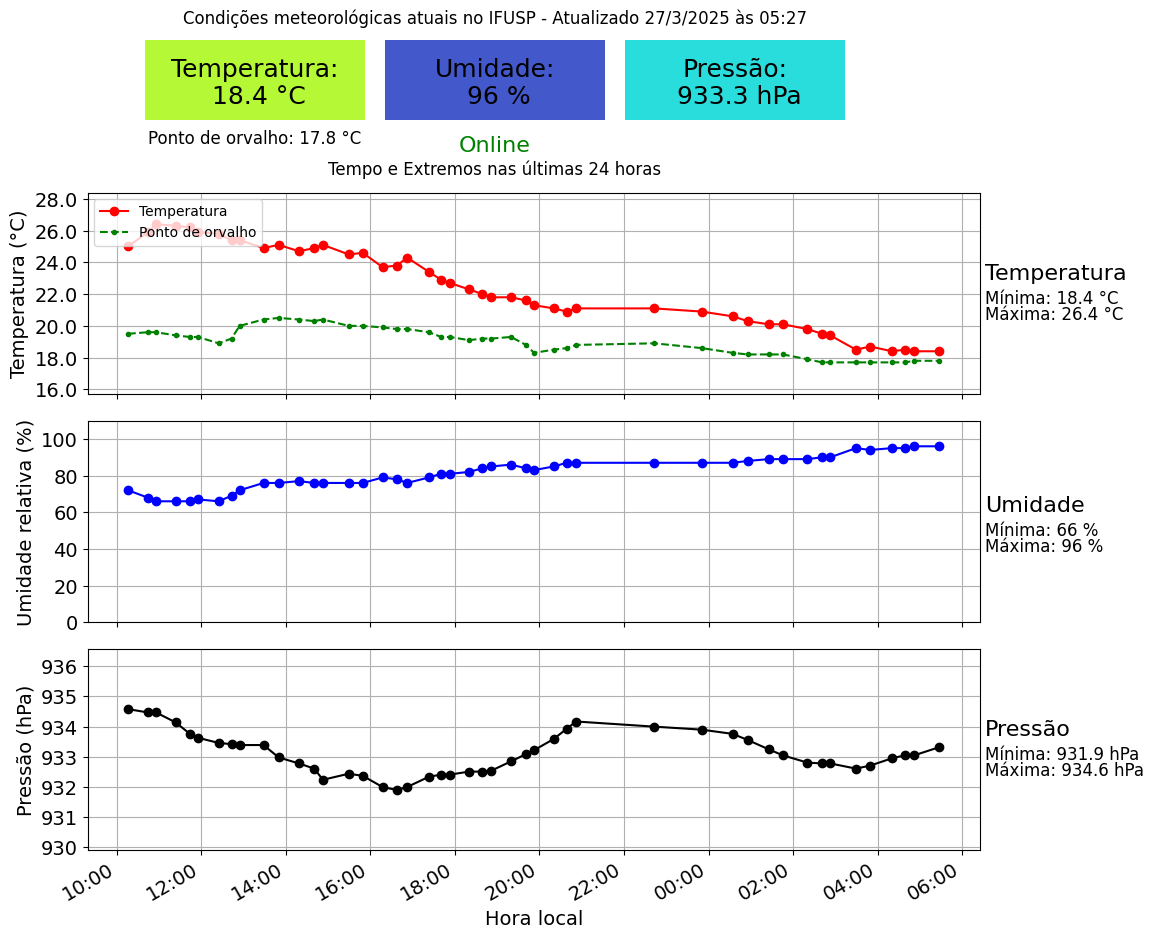 Condições meteorológicas atuais no IFUSP - Atualizado 27/3/2025 às 05:27
Temperatura:
18.4 °C
Umidade:
96 %
Pressão:
933.3 hPa
Ponto de orvalho: 17.8 °C
Online
Tempo e Extremos nas últimas 24 horas
Temperatura (°C)
28.0
26.0
24.0
22.0
20.0
18.0
16.0
Temperatura
Ponto de orvalho
Temperatura
Mínima: 18.4 °C
Máxima: 26.4 °C
Umidade relativa (%)
100
80
60
40
20
0
Umidade
Mínima: 66 %
Máxima: 96 %
Pressão (hPa)
936
935
934
933
932
931
930
Pressão
Mínima: 931.9 hPa
Máxima: 934.6 hPa
10:00
12:00
14:00
16:00
18:00
20:00
22:00
00:00
02:00
04:00
06:00
Hora local